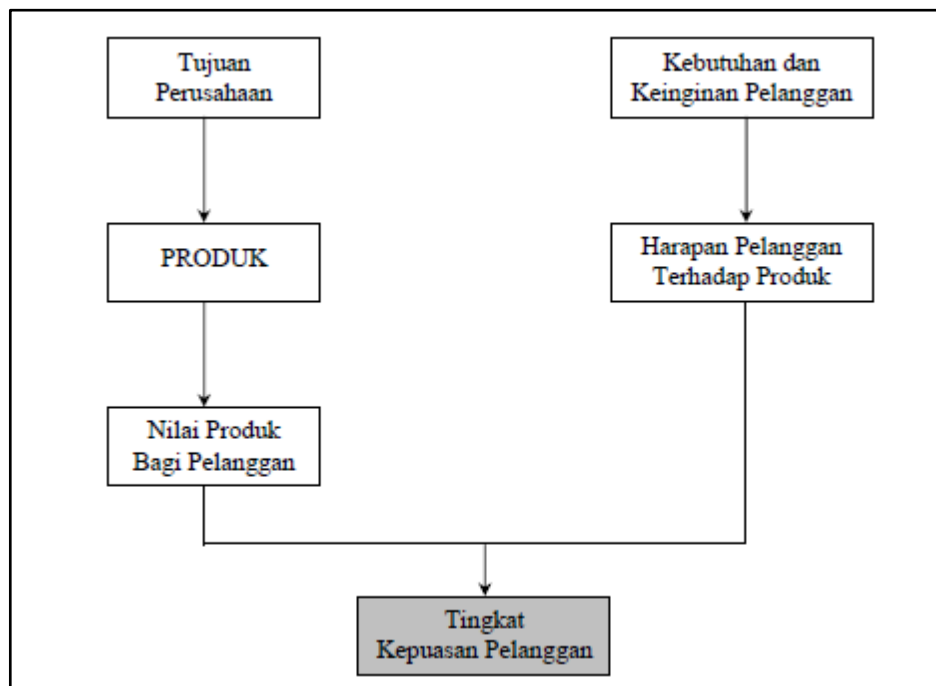 Tujuan
Perusahaan
Kebutuhan dan
Keinginan Pelanggan
PRODUK
Harapan Pelanggan
Terhadap Produk
Nilai Produk
Bagi Pelanggan
Tingkat
Kepuasan Pelanggan